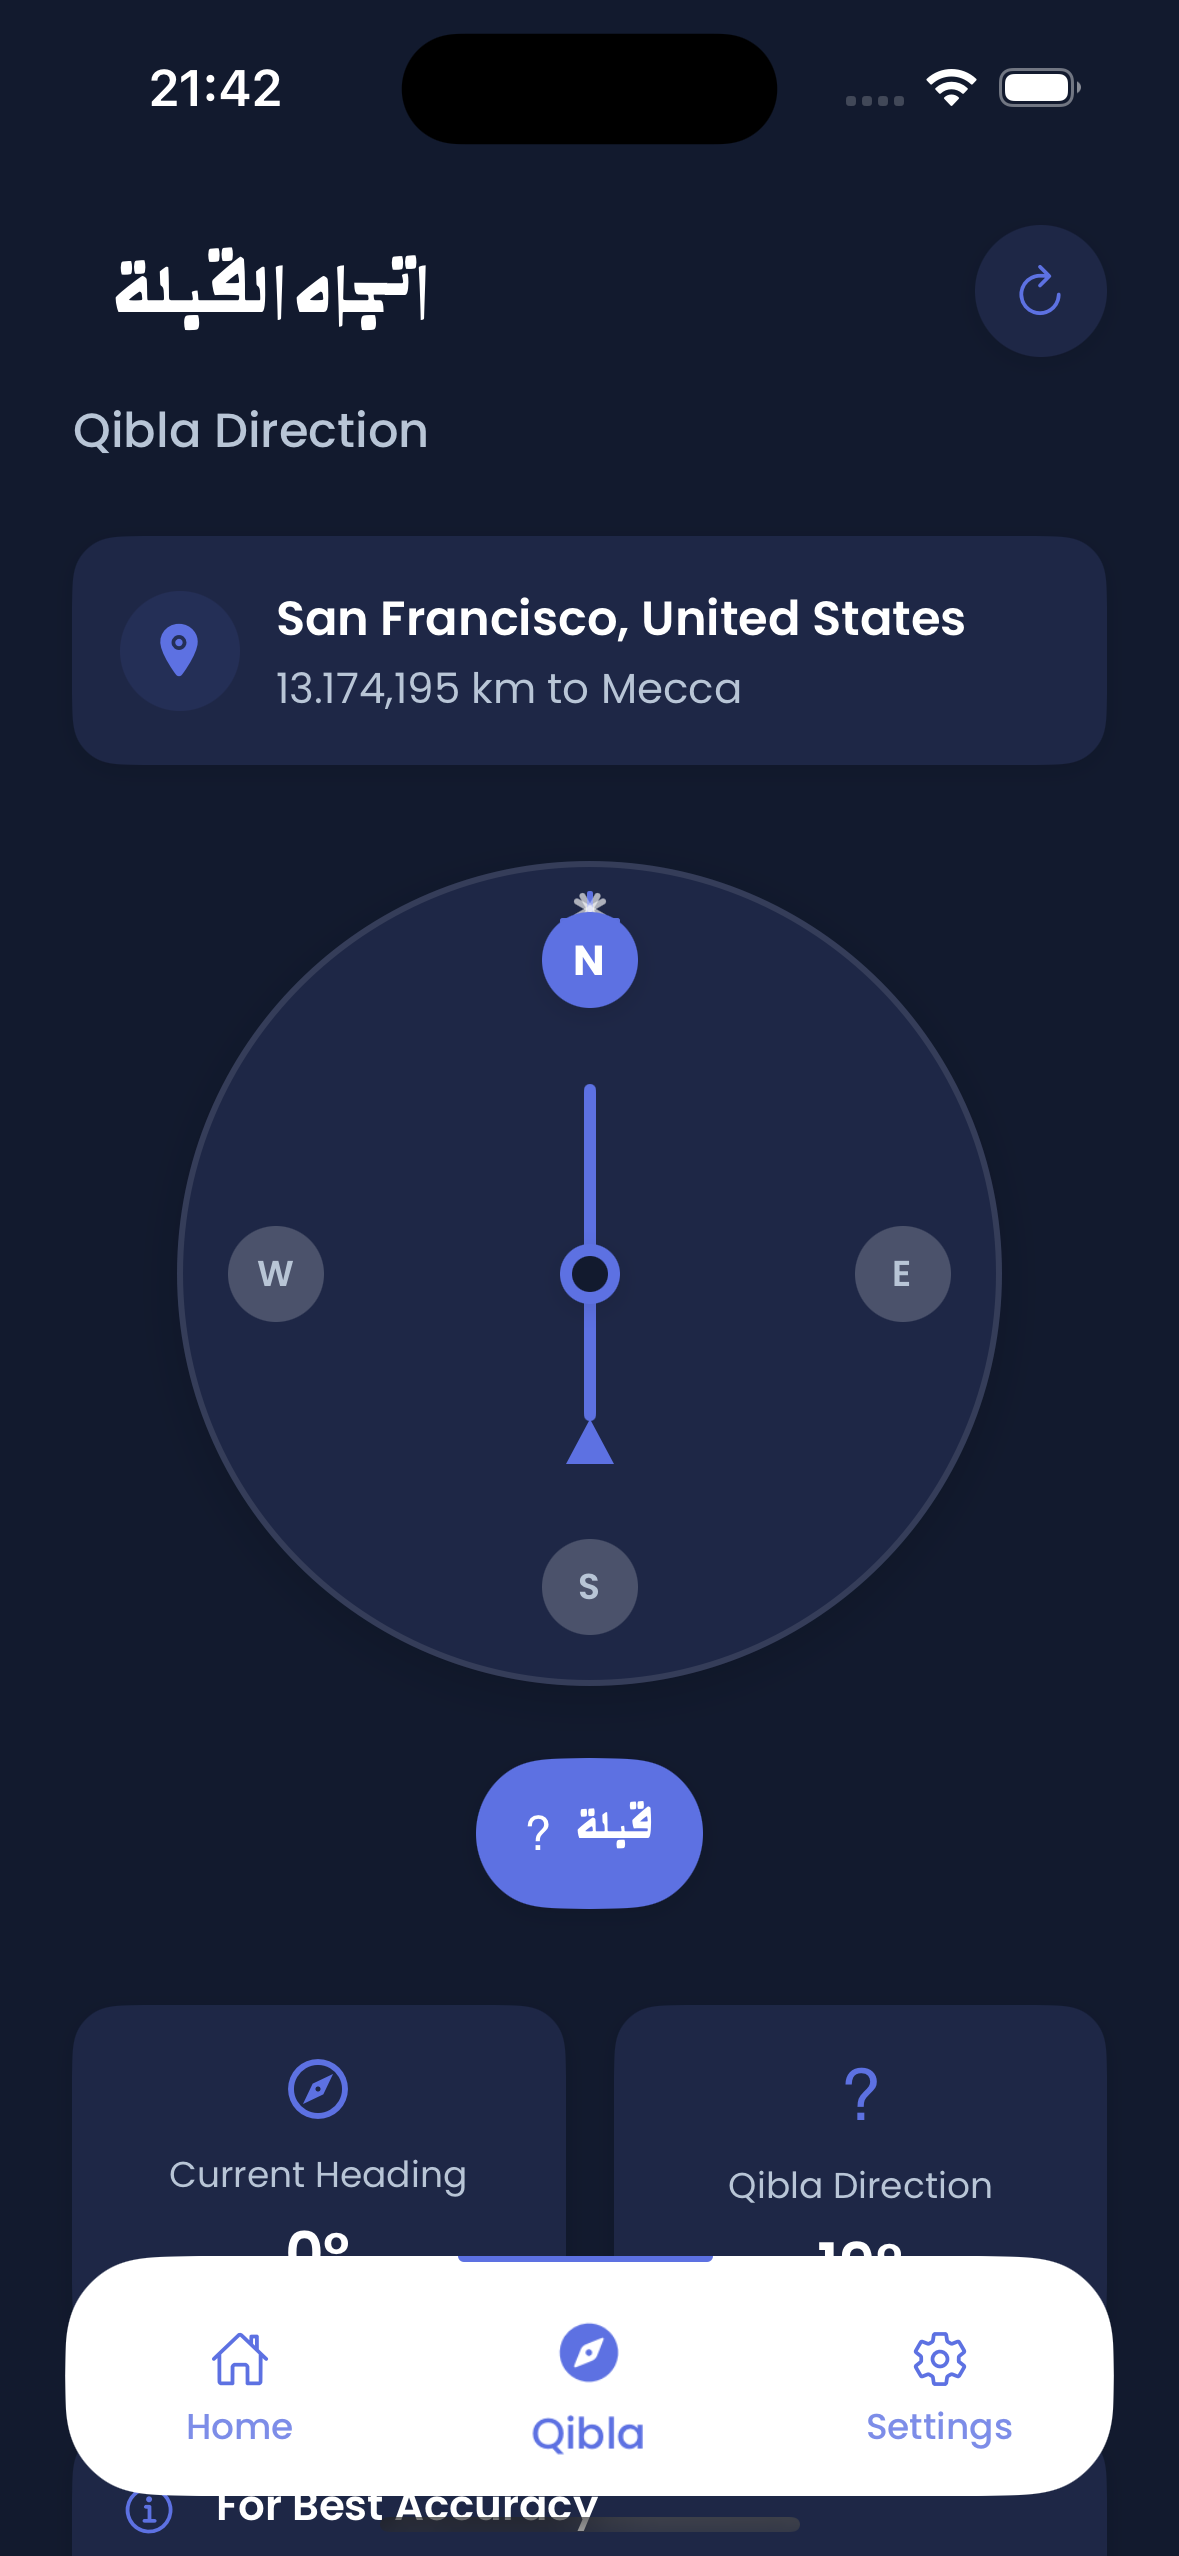 21:42
اتجاه القبلة
Qibla Direction
San Francisco, United States
13.174,195 km to Mecca
N
W
E
S
? قبلة
?
Current Heading
Qibla Direction
0°
19°
Home
Qibla
Settings
For Best Accuracy